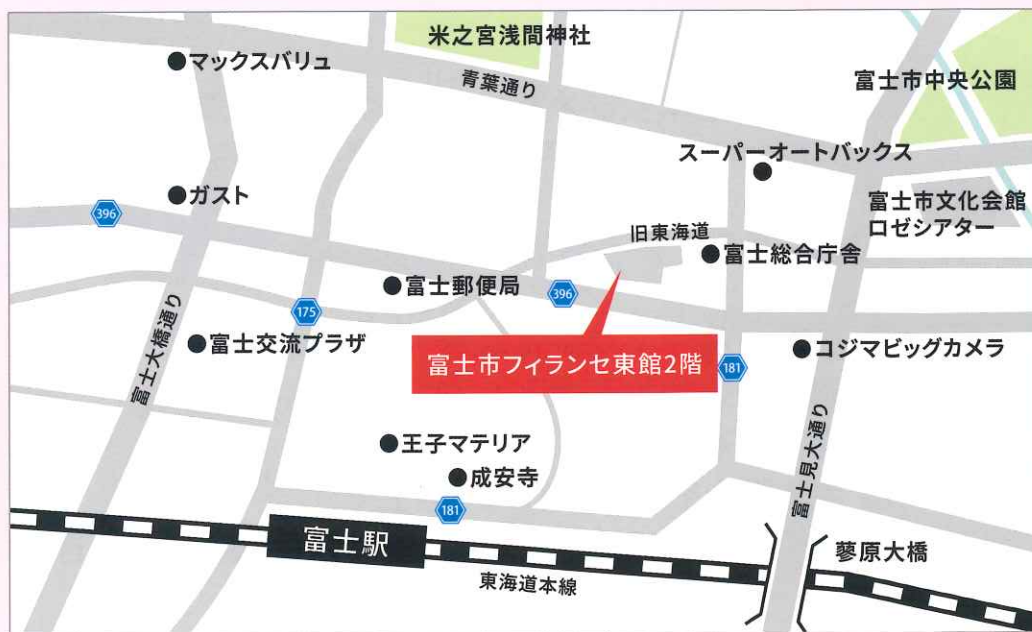 米之宮浅間神社
マックスバリュ
青葉通り
富士市中央公園
スーパーオートバックス
ガスト
富士市文化会館
ロゼシアター
396
旧東海道
富士総合庁舎
富士郵便局
396
175
富士大橋通り
富士交流プラザ
富士市フィランセ東館2階
181
コジマビッグカメラ
王子マテリア
富士見大通り
成安寺
181
富士駅
蓼原大橋
東海道本線